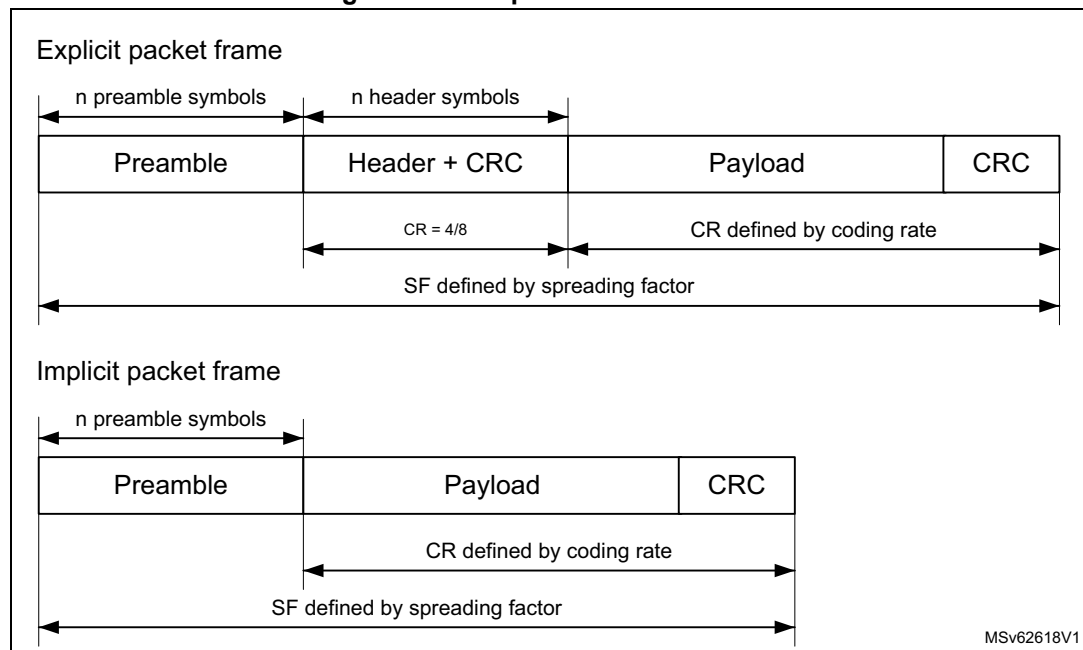 Explicit packet frame
n preamble symbols n header symbols
Preamble Header + CRC Payload CRC
CR = 4/8 CR defined by coding rate
SF defined by spreading factor
Implicit packet frame
n preamble symbols
Preamble Payload CRC
CR defined by coding rate
SF defined by spreading factor
MSv62618V1